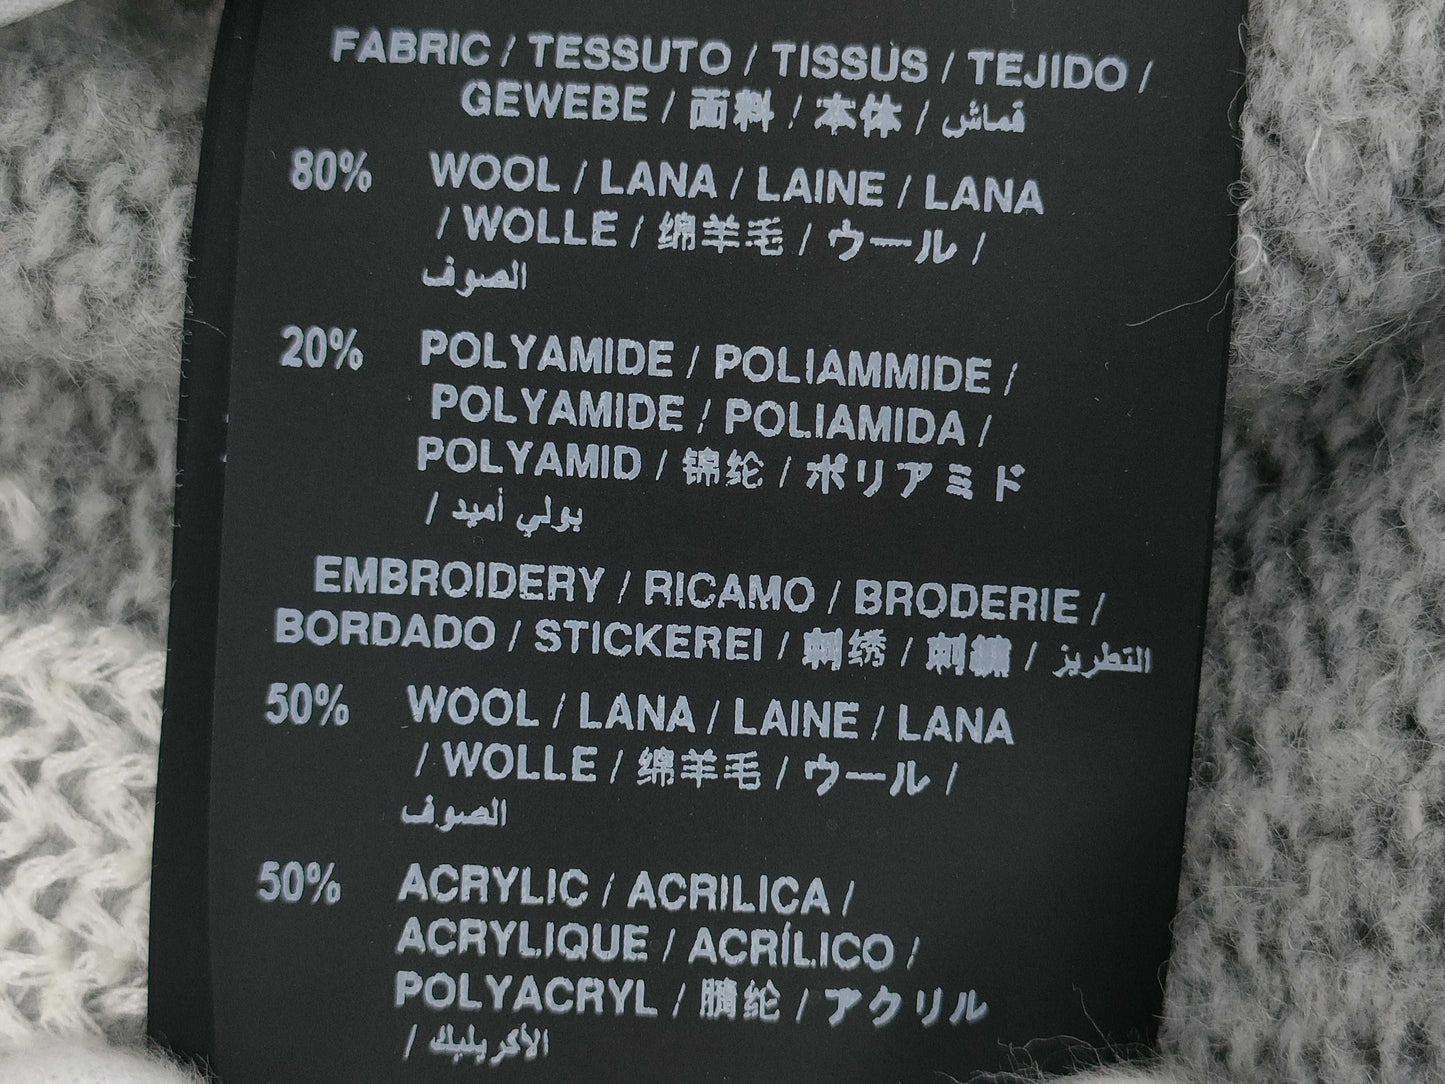 FABRIC / TESSUTO / TISSUS / TEJIDO /
GEWEBE / 面料 / 本体 / قماش
80% WOOL / LANA / LAINE / LANA
/ WOLLE / 绵羊毛 / ウール /
الصوف
20% POLYAMIDE / POLIAMMIDE /
POLYAMIDE / POLIAMIDA /
POLYAMID / 锦纶 / ポリアミド
/ بولي أميد
EMBROIDERY / RICAMO / BRODERIE /
BORDADO / STICKEREI / 刺绣 / 刺繍 / التطريز
50% WOOL / LANA / LAINE / LANA
/ WOLLE / 绵羊毛 / ウール /
الصوف
50% ACRYLIC / ACRILICA /
ACRYLIQUE / ACRÍLICO /
POLYACRYL / 腈纶 / アクリル
/ الأكريليك